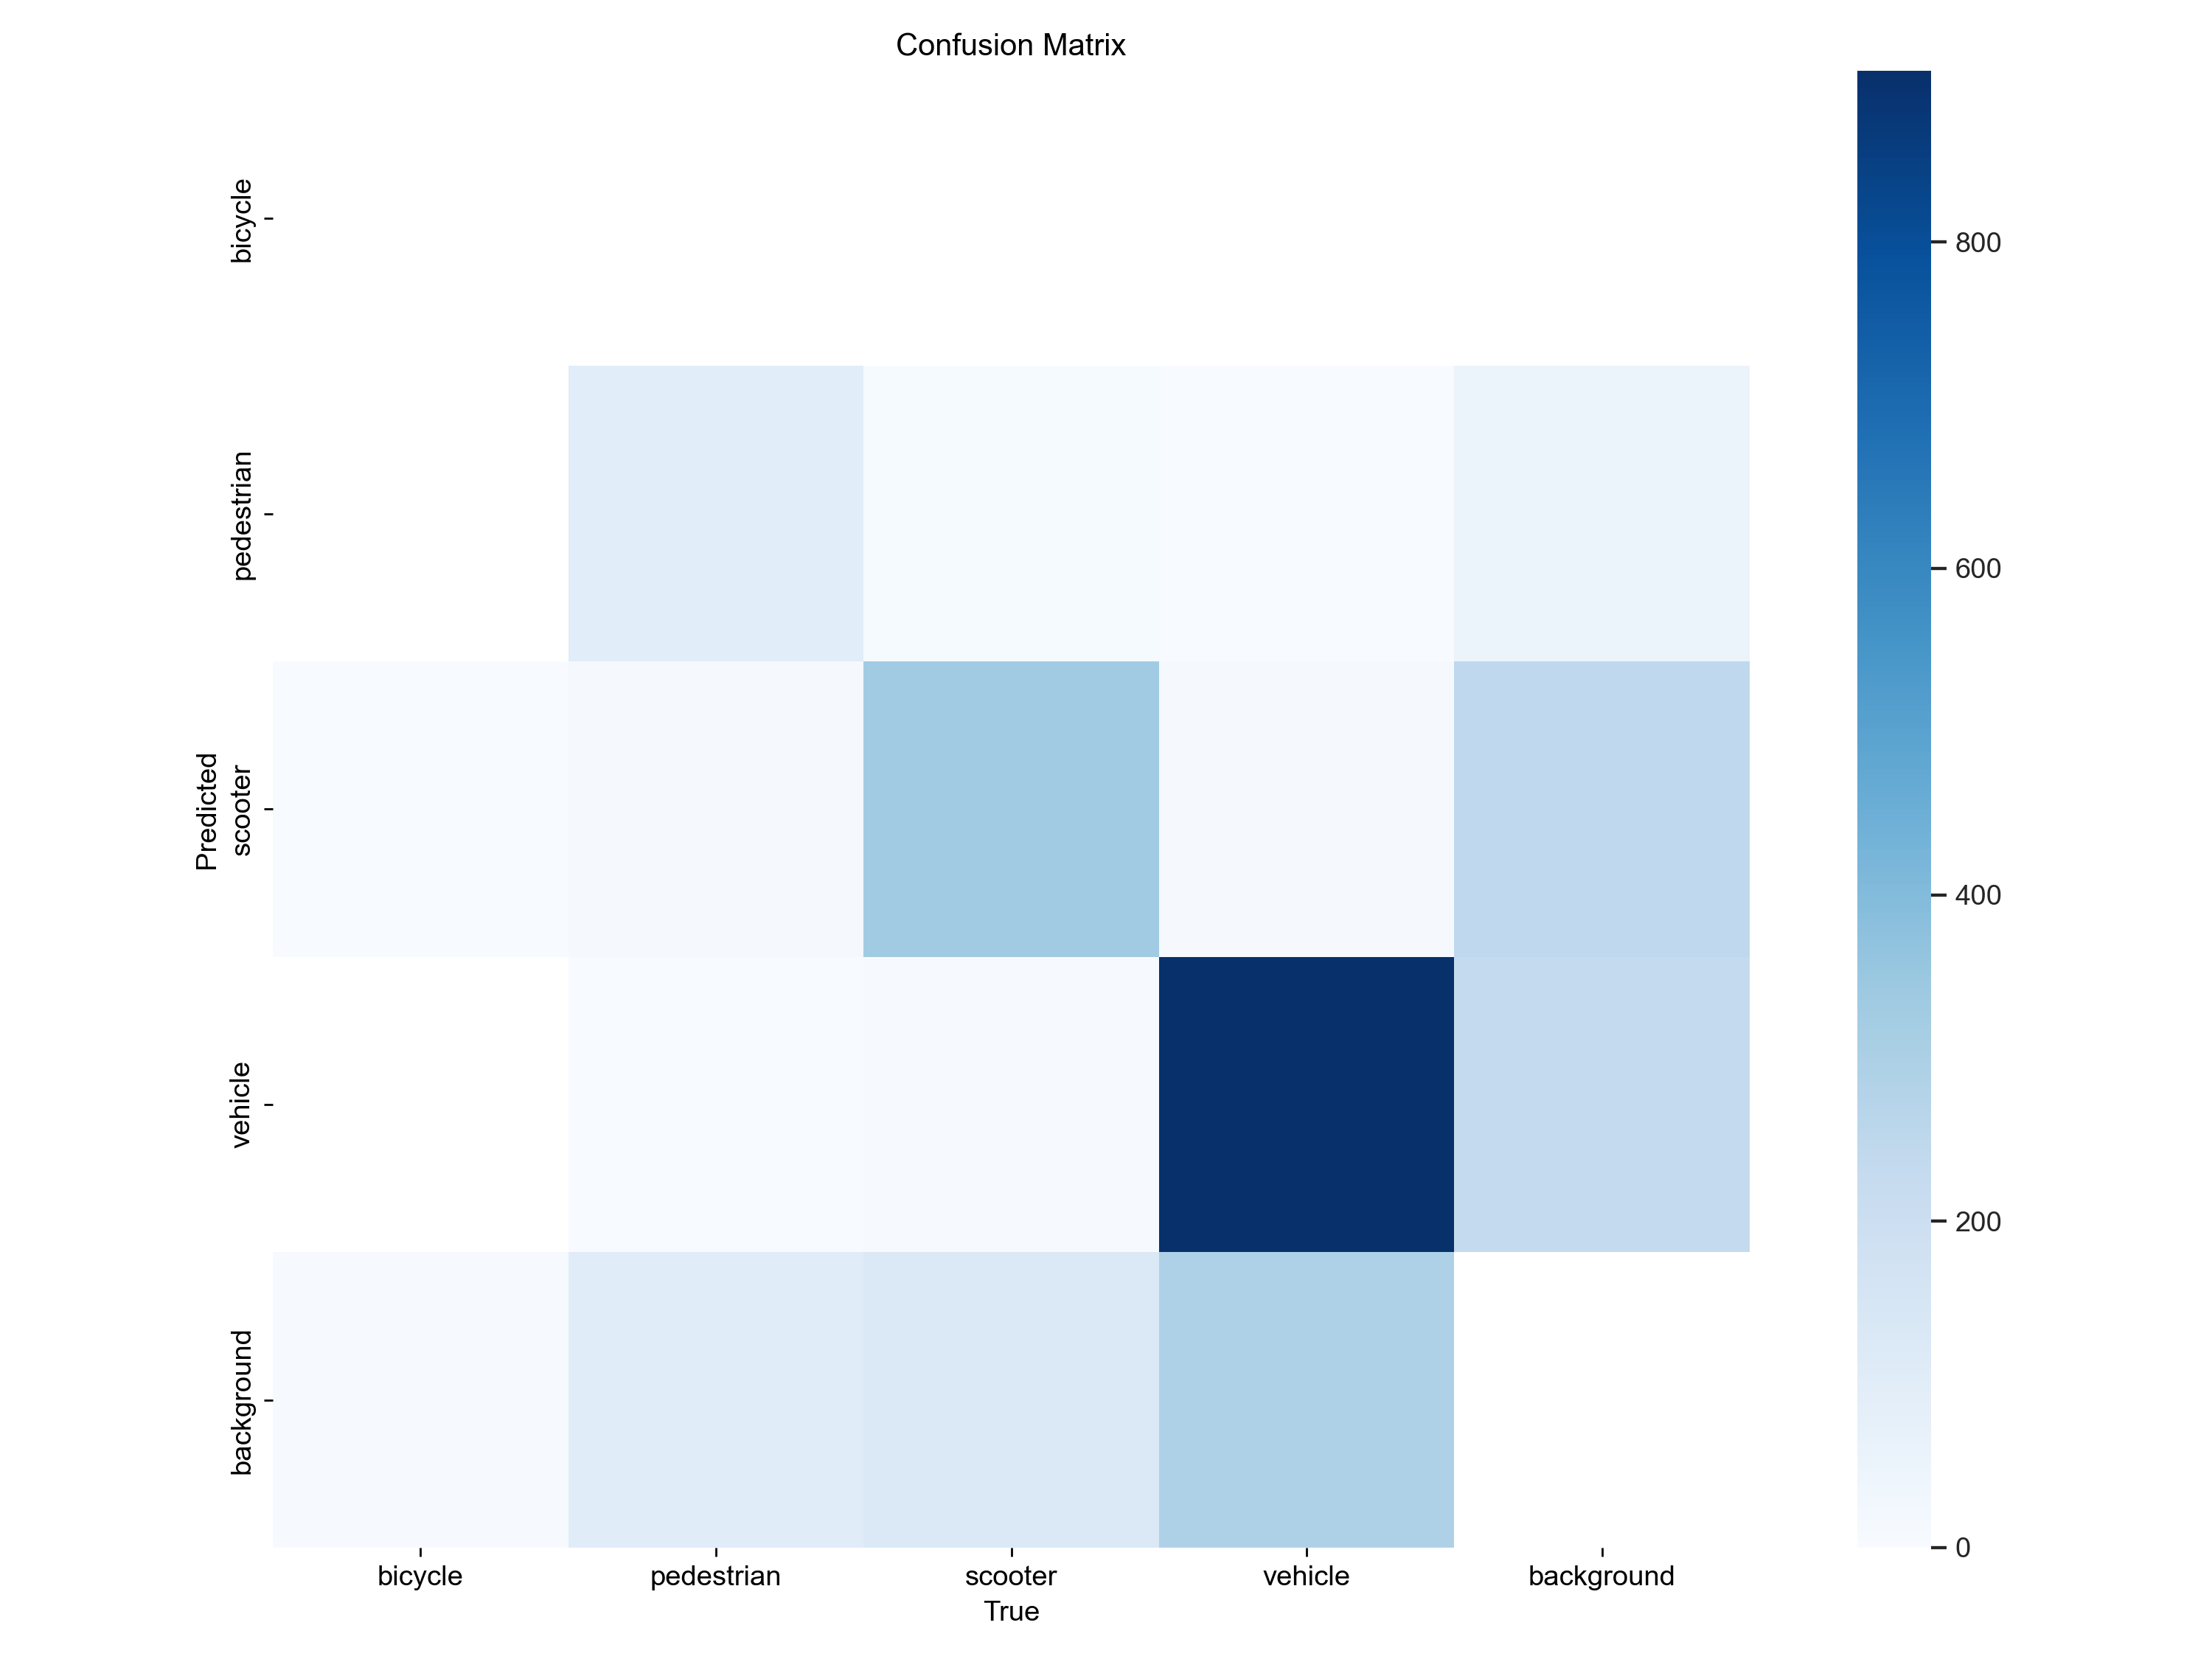 Confusion Matrix
bicycle
pedestrian
scooter
vehicle
background
Predicted
bicycle
pedestrian
scooter
vehicle
background
True
800
600
400
200
0